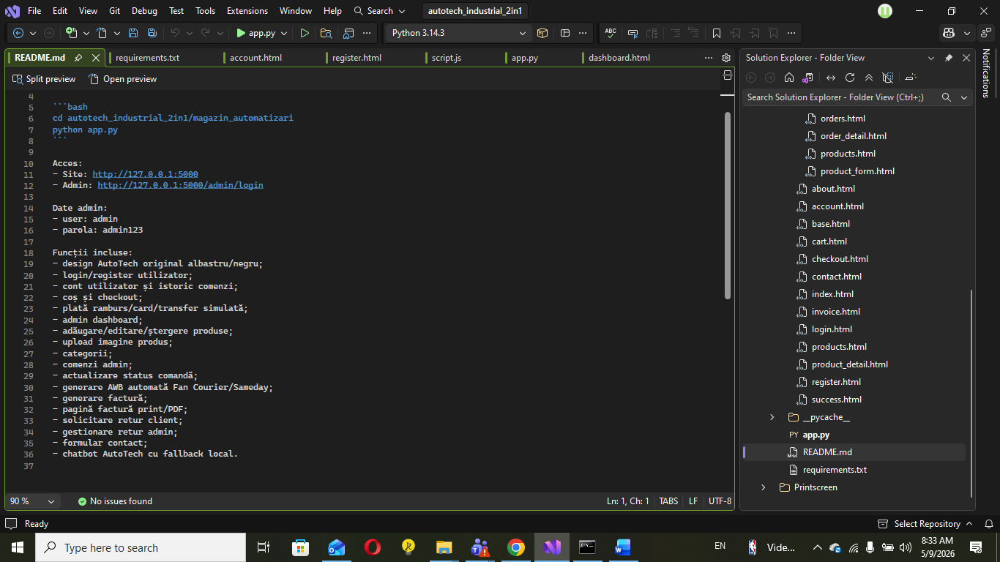 File Edit View Git Debug Test Tools Extensions Window Help Search autotech_industrial_2in1
app.py Python 3.14.3 ABC
README.md requirements.txt account.html register.html script.js app.py dashboard.html
Split preview Open preview
4
5 ```bash
6 cd autotech_industrial_2in1/magazin_automatizari
7 python app.py
8 ```
9
10 Acces:
11 - Site: http://127.0.0.1:5000
12 - Admin: http://127.0.0.1:5000/admin/login
13
14 Date admin:
15 - user: admin
16 - parola: admin123
17
18 Funcții incluse:
19 - design AutoTech original albastru/negru;
20 - login/register utilizator;
21 - cont utilizator și istoric comenzi;
22 - coș și checkout;
23 - plată ramburs/card/transfer simulată;
24 - admin dashboard;
25 - adăugare/editare/ștergere produse;
26 - upload imagine produs;
27 - categorii;
28 - comenzi admin;
29 - actualizare status comandă;
30 - generare AWB automată Fan Courier/Sameday;
31 - generare factură;
32 - pagină factură print/PDF;
33 - solicitare retur client;
34 - gestionare retur admin;
35 - formular contact;
36 - chatbot AutoTech cu fallback local.
37
90 % No issues found Ln: 1, Ch: 1 TABS LF UTF-8
Solution Explorer - Folder View
Search Solution Explorer - Folder View (Ctrl+;)
orders.html
order_detail.html
products.html
product_form.html
about.html
account.html
base.html
cart.html
checkout.html
contact.html
index.html
invoice.html
login.html
products.html
product_detail.html
register.html
success.html
__pycache__
PY app.py
README.md
requirements.txt
Printscreen
Notifications
Ready Select Repository
Type here to search EN Vide... 8:33 AM
5/9/2026